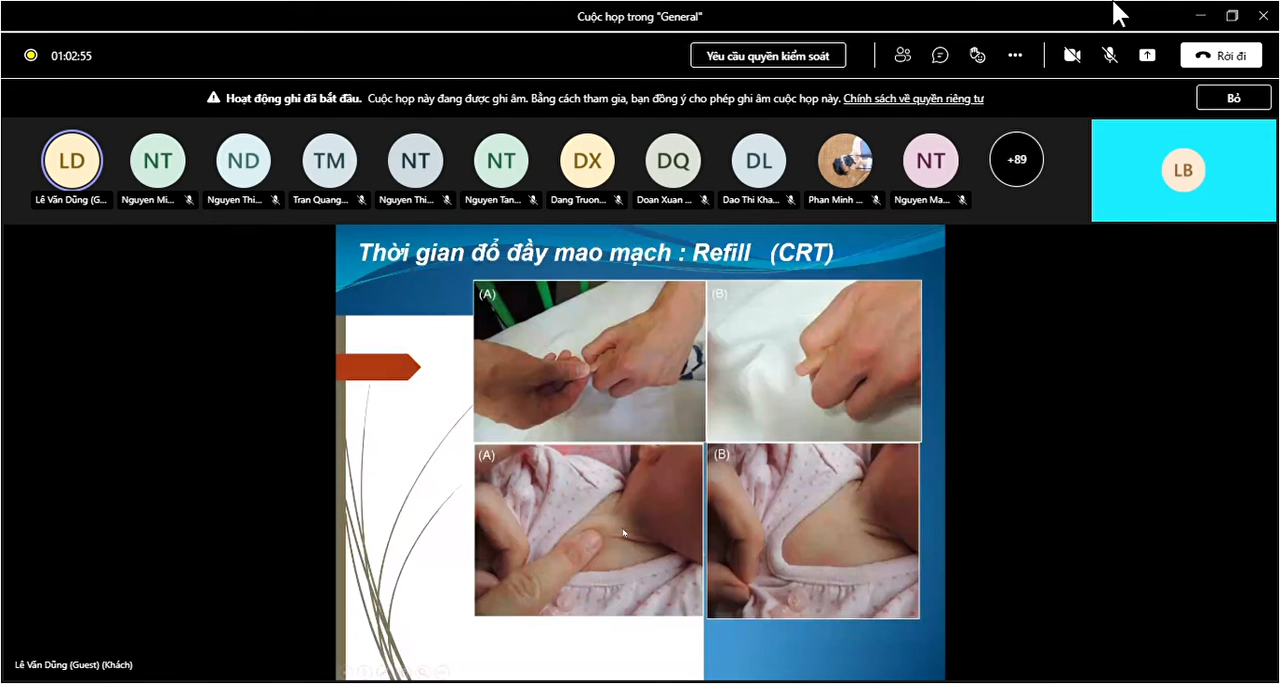 Cuộc họp trong "General"
01:02:55
Yêu cầu quyền kiểm soát
Rời đi
Hoạt động ghi đã bắt đầu. Cuộc họp này đang được ghi âm. Bằng cách tham gia, bạn đồng ý cho phép ghi âm cuộc họp này. Chính sách về quyền riêng tư
Bỏ
LD NT ND TM NT NT DX DQ DL NT +89
LB
Lê Văn Dũng (G... Nguyen Mi... Nguyen Thi... Tran Quang... Nguyen Thi... Nguyen Tan... Dang Truon... Doan Xuan ... Dao Thi Kha... Phan Minh ... Nguyen Ma...
Thời gian đổ đầy mao mạch : Refill (CRT)
(A) (B)
(A) (B)
Lê Văn Dũng (Guest) (Khách)